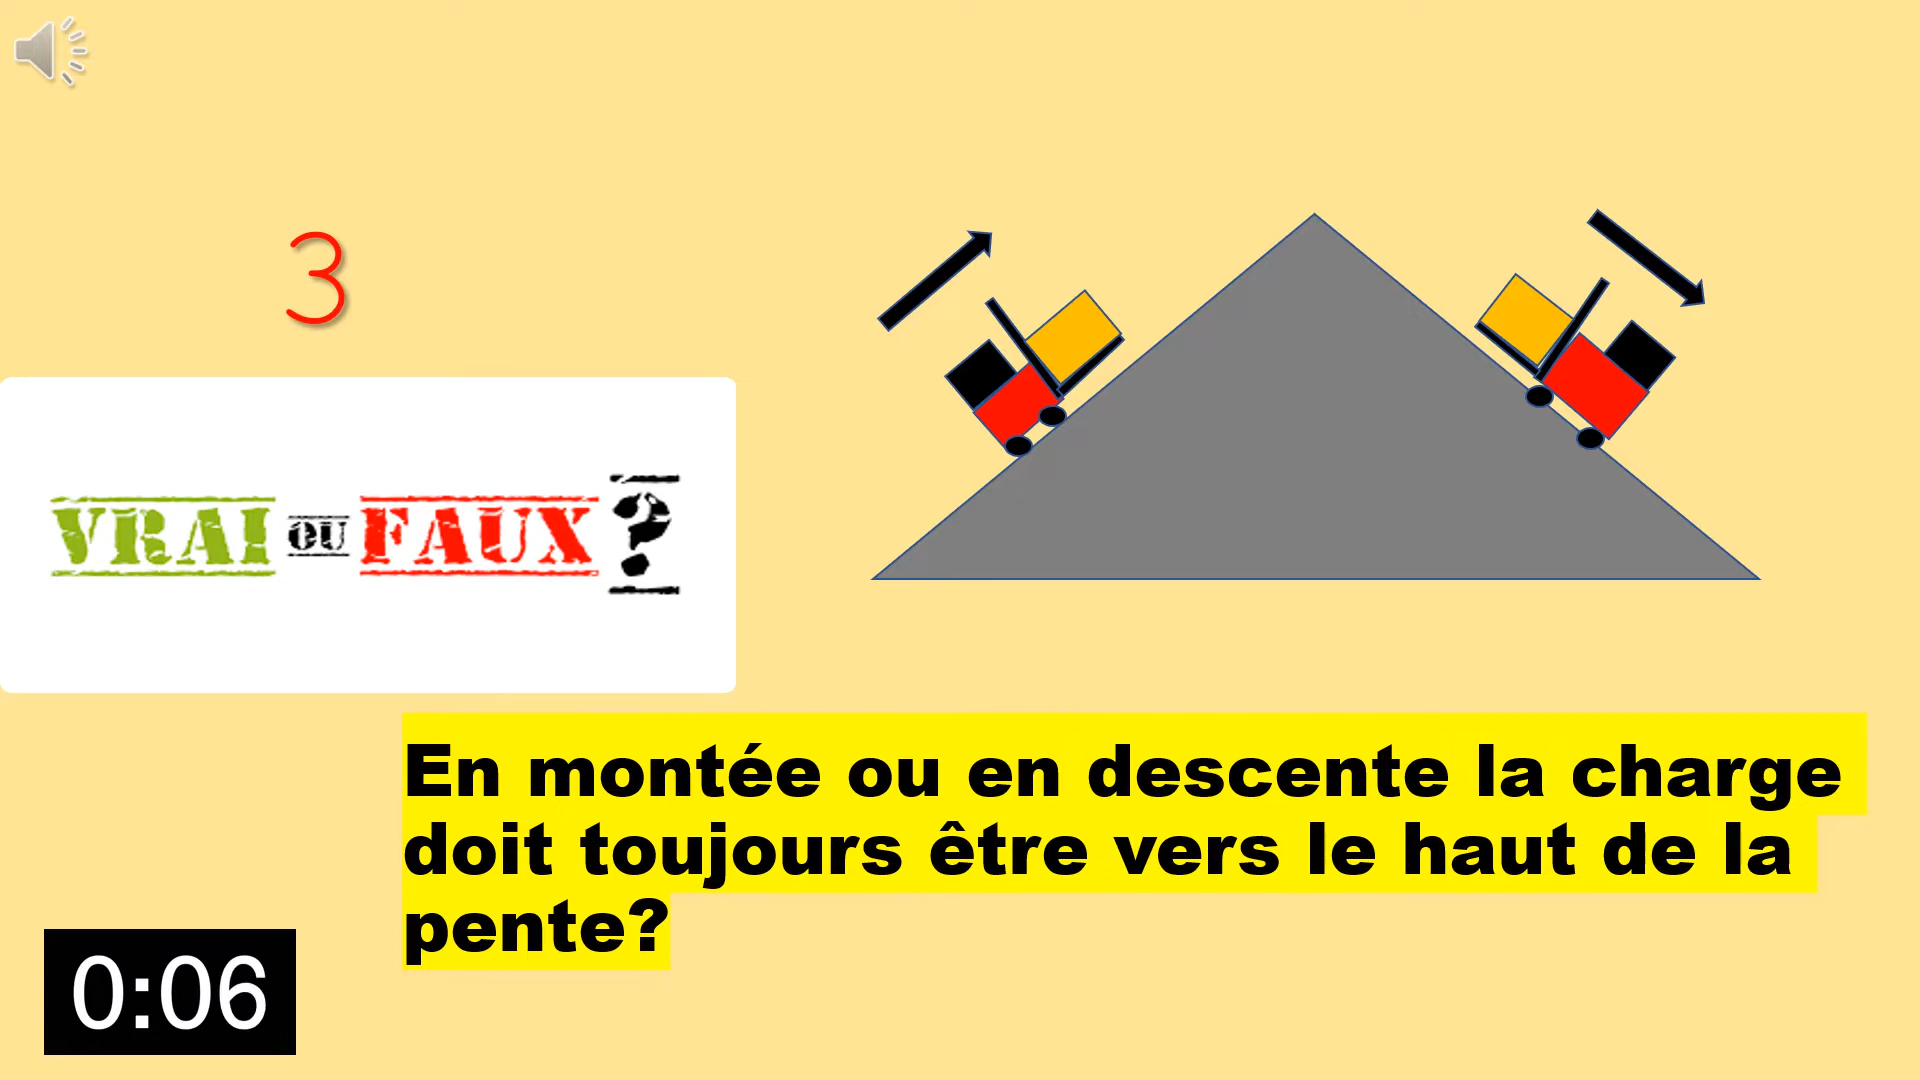 3
VRAI OU FAUX ?
En montée ou en descente la charge
doit toujours être vers le haut de la
pente?
0:06